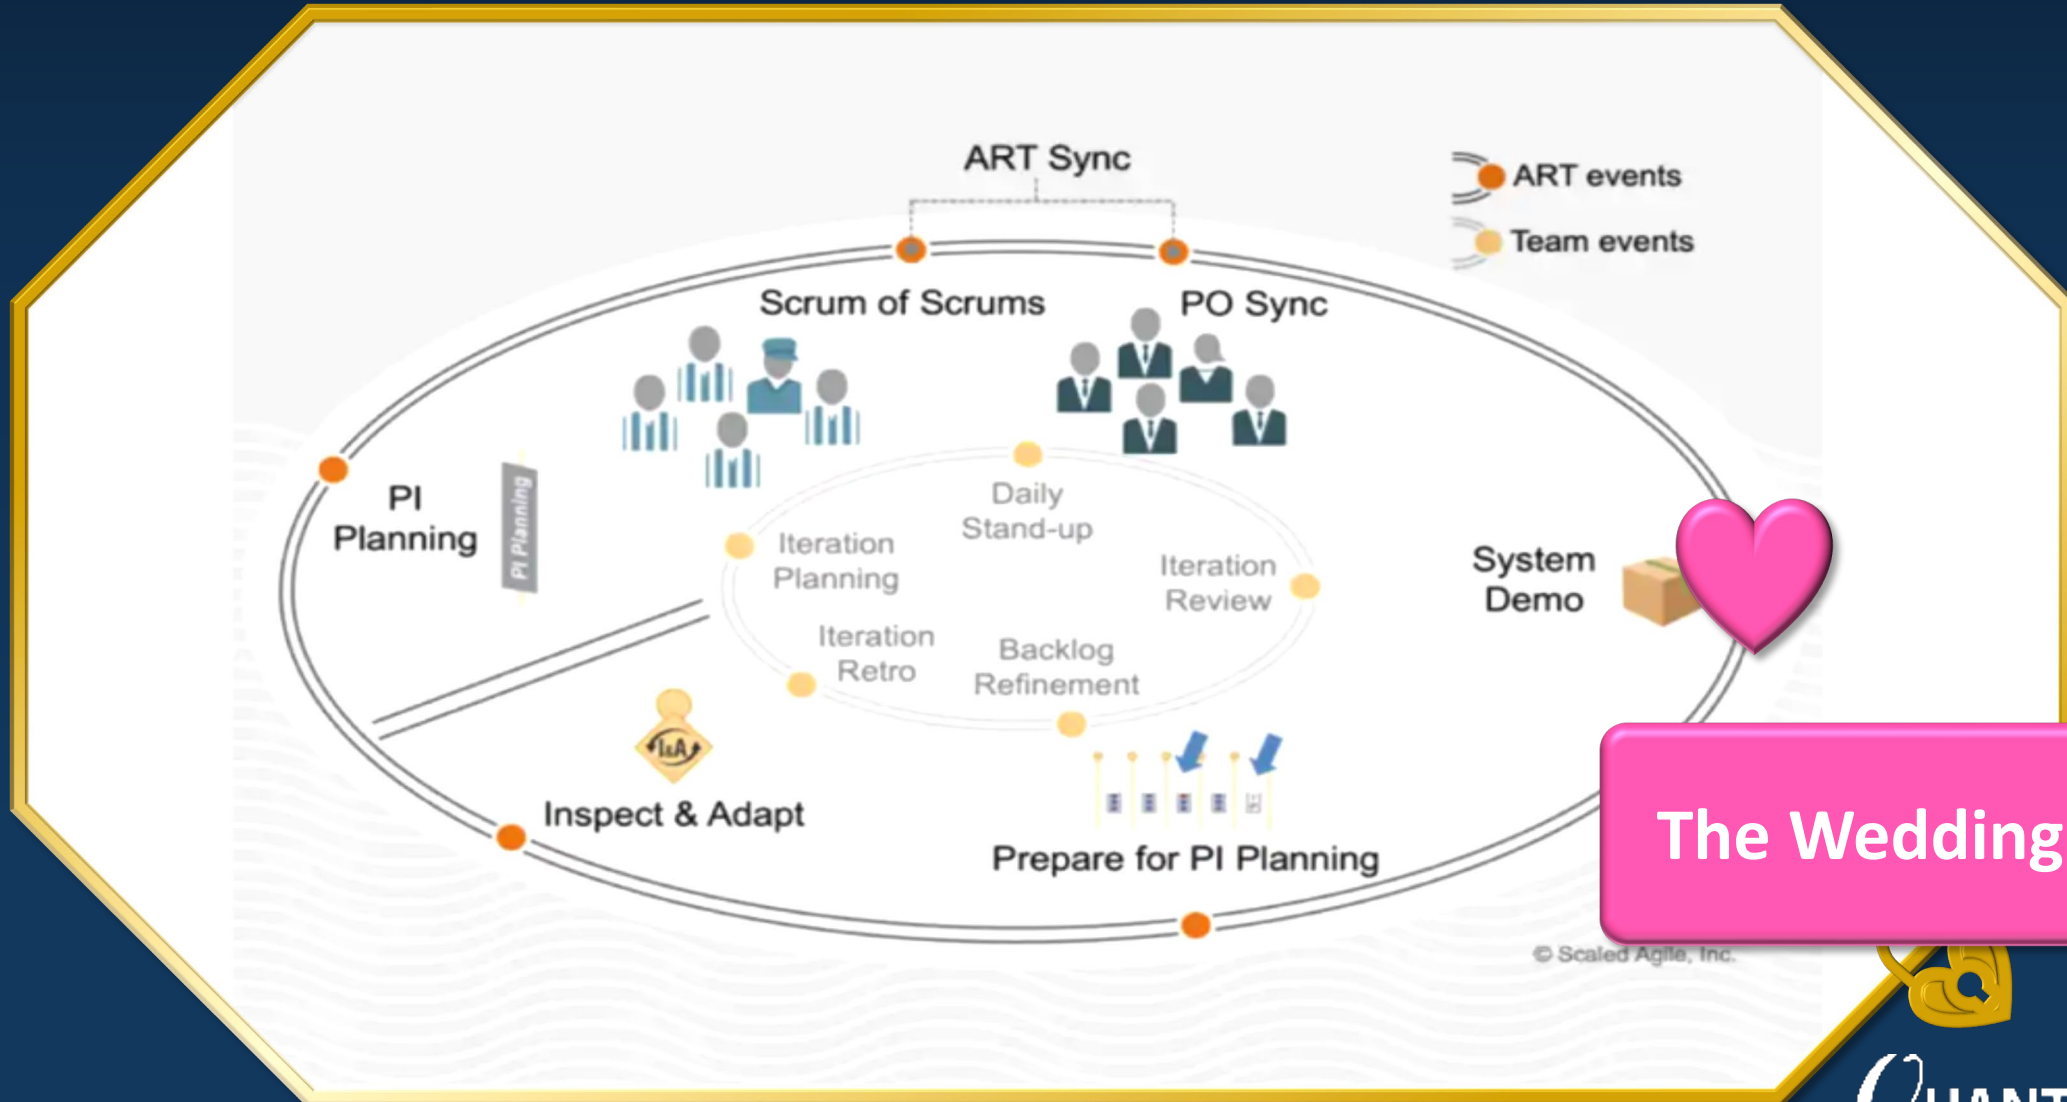 ART Sync
ART events
Team events
Scrum of Scrums
PO Sync
PI
Planning
PI Planning
Daily
Stand-up
Iteration
Planning
Iteration
Review
System
Demo
Iteration
Retro
Backlog
Refinement
I&A
Inspect & Adapt
Prepare for PI Planning
The Wedding
© Scaled Agile, Inc.